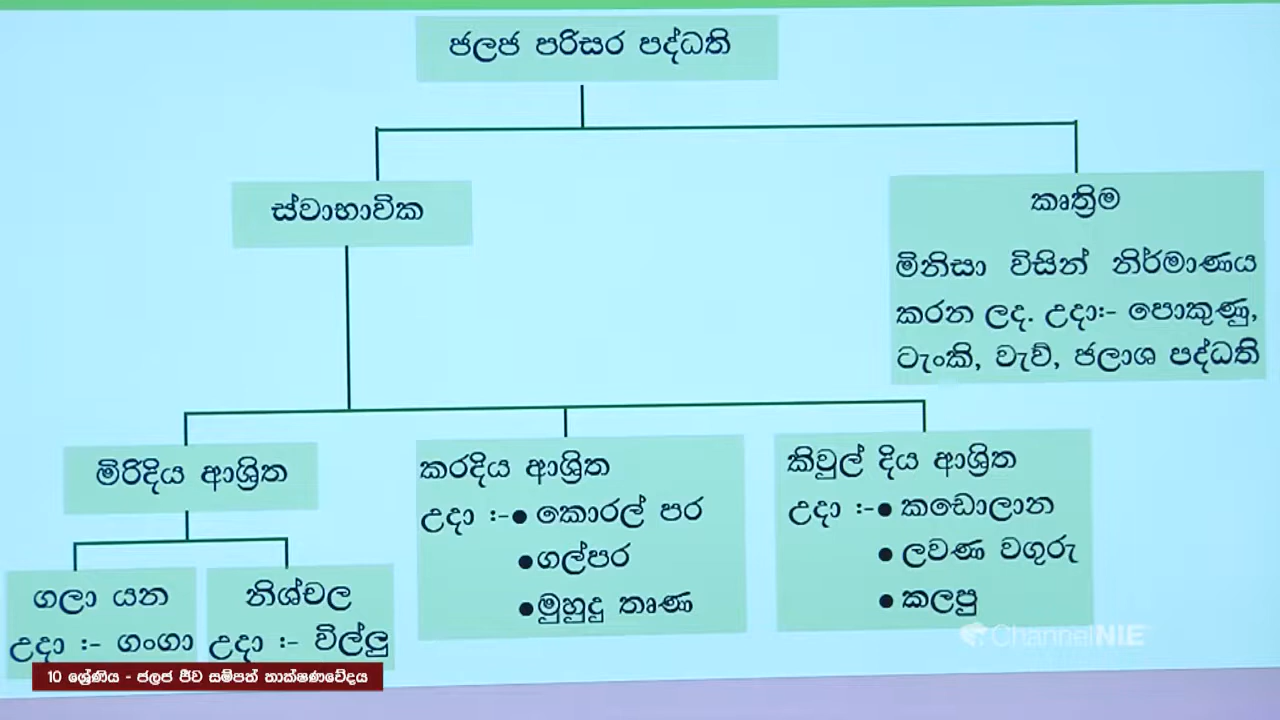 ජලජ පරිසර පද්ධති
ස්වාභාවික
කෘත්‍රිම
මිනිසා විසින් නිර්මාණය
කරන ලද. උදා:- පොකුණු,
ටැංකි, වැව්, ජලාශ පද්ධති
මිරිදිය ආශ්‍රිත
ගලා යන
උදා :- ගංගා
නිශ්චල
උදා :- විල්ලු
කරදිය ආශ්‍රිත
උදා :-● කොරල් පර
●ගල්පර
●මුහුදු තෘණ
කිවුල් දිය ආශ්‍රිත
උදා :-● කඩොලාන
● ලවණ වගුරු
● කලපු
ChannelNIE
10 ශ්‍රේණිය - ජලජ ජීව සම්පත් තාක්ෂණවේදය